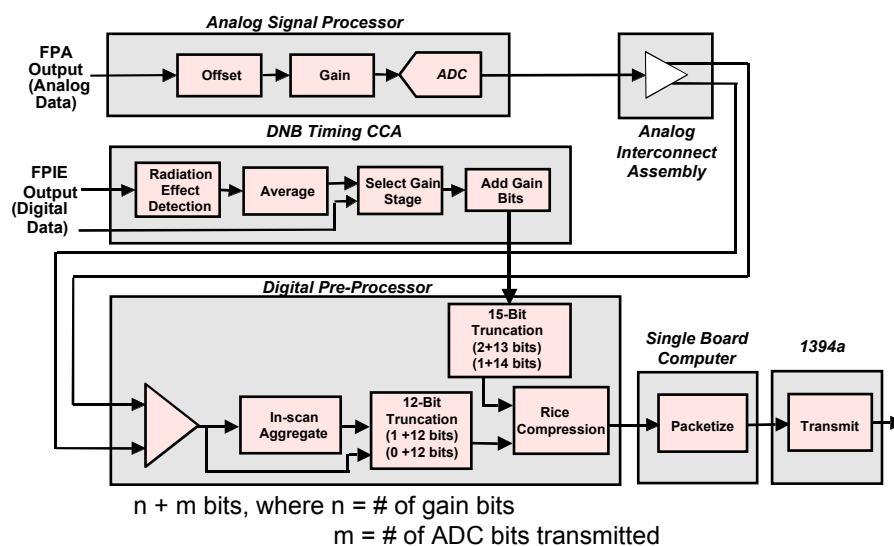 Analog Signal Processor
FPA
Output
(Analog
Data)
Offset
Gain
ADC
Analog
Interconnect
Assembly
DNB Timing CCA
FPIE
Output
(Digital
Data)
Radiation
Effect
Detection
Average
Select Gain
Stage
Add Gain
Bits
Digital Pre-Processor
15-Bit
Truncation
(2+13 bits)
(1+14 bits)
In-scan
Aggregate
12-Bit
Truncation
(1 +12 bits)
(0 +12 bits)
Rice
Compression
Single Board
Computer
Packetize
1394a
Transmit
n + m bits, where n = # of gain bits
m = # of ADC bits transmitted